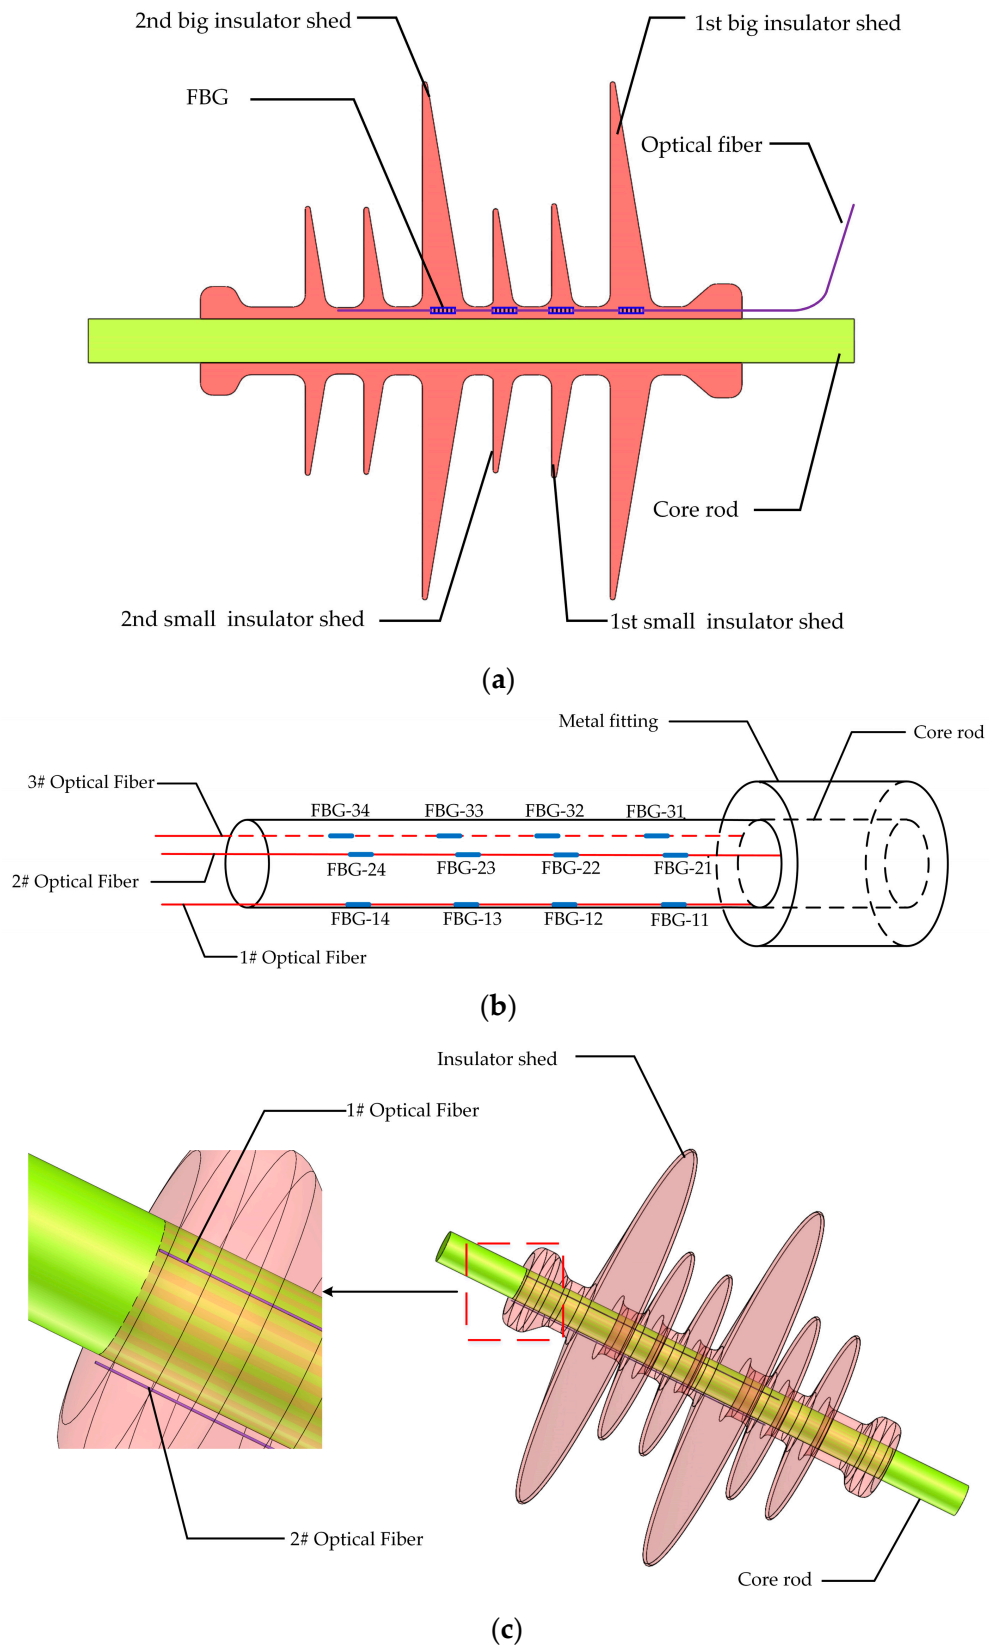 2nd big insulator shed
1st big insulator shed
FBG
Optical fiber
Core rod
2nd small insulator shed
1st small insulator shed
(a)
Metal fitting
Core rod
3# Optical Fiber
FBG-34
FBG-33
FBG-32
FBG-31
2# Optical Fiber
FBG-24
FBG-23
FBG-22
FBG-21
FBG-14
FBG-13
FBG-12
FBG-11
1# Optical Fiber
(b)
Insulator shed
1# Optical Fiber
2# Optical Fiber
Core rod
(c)